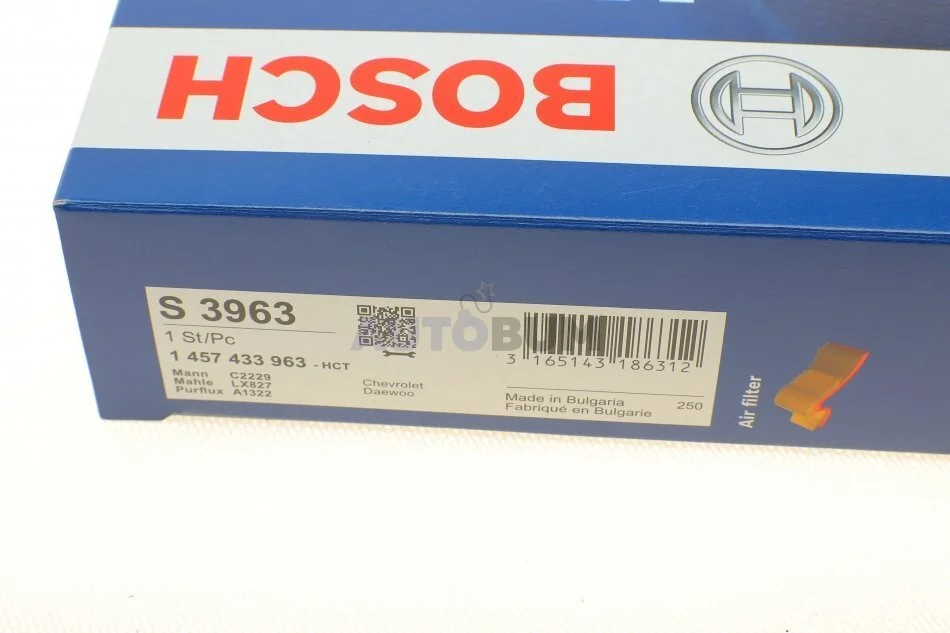 BOSCH
S 3963
1 St/Pc
1 457 433 963 - HCT
Mann C2229
Mahle LX827
Purflux A1322
Chevrolet
Daewoo
AUTOBUM
3 165143 186312
Made in Bulgaria
Fabriqué en Bulgarie
250
Air filter